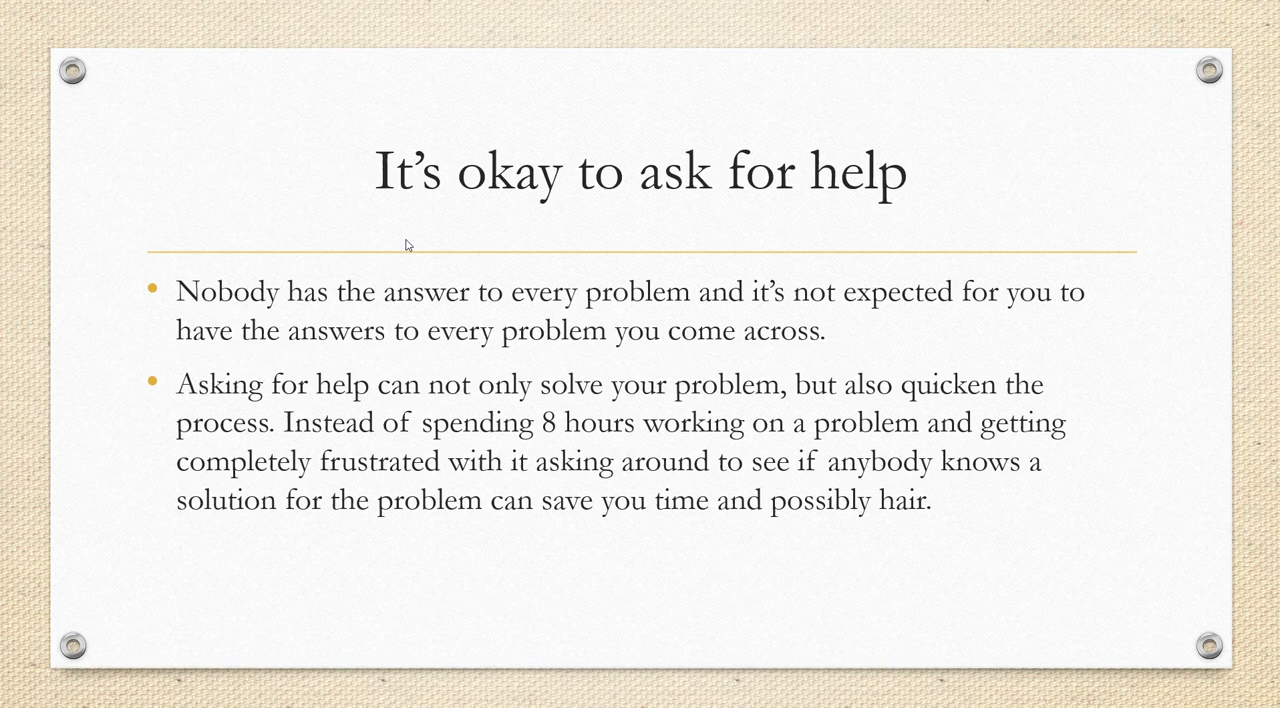 It’s okay to ask for help
• Nobody has the answer to every problem and it’s not expected for you to
have the answers to every problem you come across.
• Asking for help can not only solve your problem, but also quicken the
process. Instead of spending 8 hours working on a problem and getting
completely frustrated with it asking around to see if anybody knows a
solution for the problem can save you time and possibly hair.